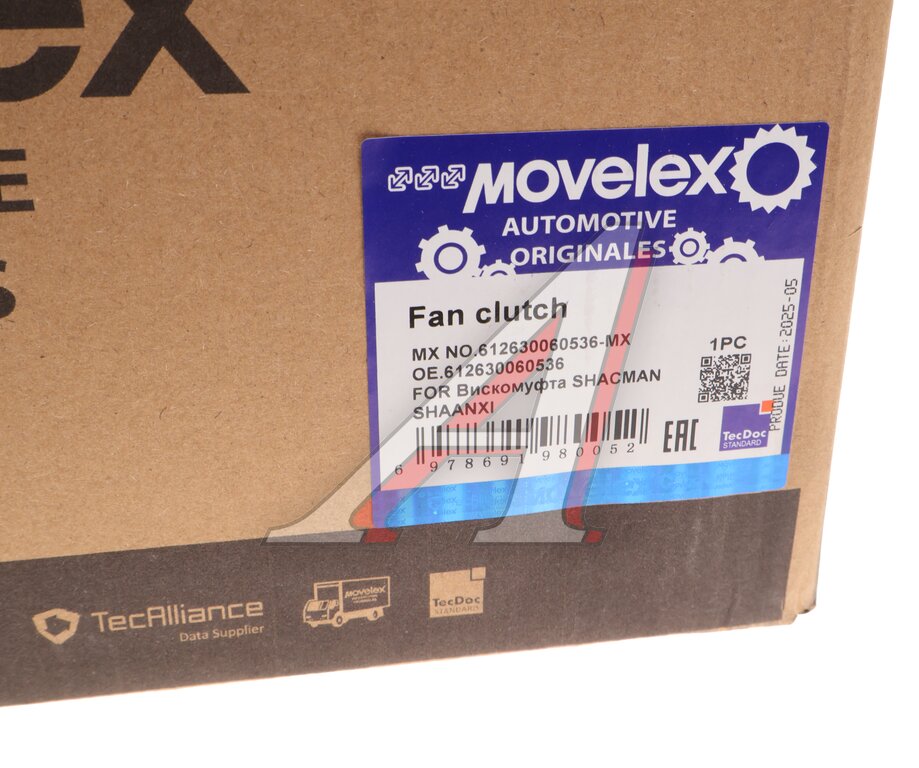 MOVELEX
AUTOMOTIVE
ORIGINALES
Fan clutch
MX NO.612630060536-MX
OE.612630060536
FOR Вискомуфта SHACMAN
SHAANXI
6 978691 980052
EAC
1PC
TecDoc
STANDARD
PRODUE DATE:2025-05
TecAlliance
Data Supplier
MOVELEX
TecDoc
STANDARD